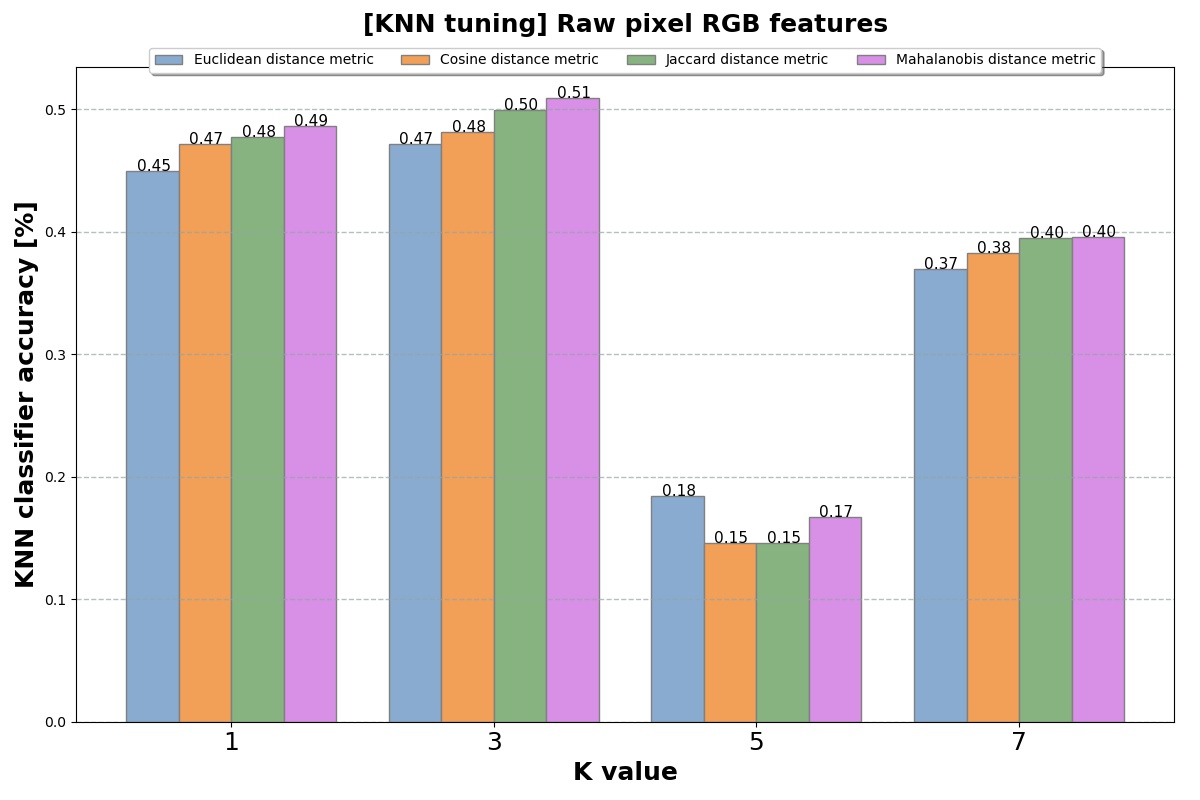 [KNN tuning] Raw pixel RGB features
Euclidean distance metric Cosine distance metric Jaccard distance metric Mahalanobis distance metric
KNN classifier accuracy [%]
0.5
0.4
0.3
0.2
0.1
0.0
0.45 0.47 0.48 0.49
0.47 0.48 0.50 0.51
0.18 0.15 0.15 0.17
0.37 0.38 0.40 0.40
1 3 5 7
K value